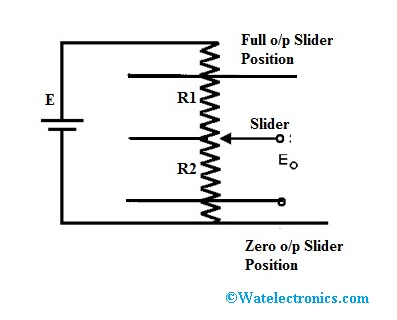 Full o/p Slider
Position
E
R1
Slider
R2
Eo
Zero o/p Slider
Position
©Watelectronics.com